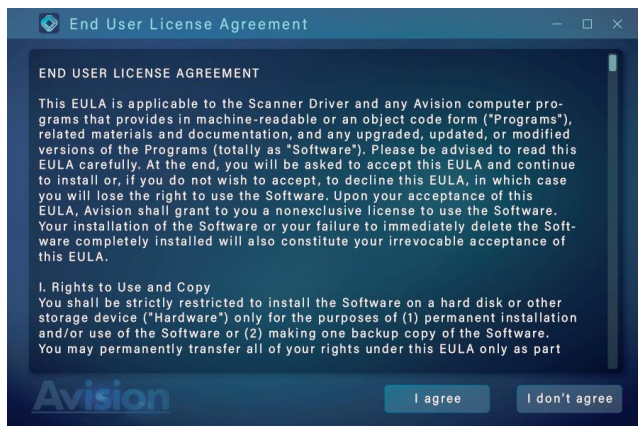 End User License Agreement
END USER LICENSE AGREEMENT
This EULA is applicable to the Scanner Driver and any Avision computer pro-
grams that provides in machine-readable or an object code form ("Programs"),
related materials and documentation, and any upgraded, updated, or modified
versions of the Programs (totally as "Software"). Please be advised to read this
EULA carefully. At the end, you will be asked to accept this EULA and continue
to install or, if you do not wish to accept, to decline this EULA, in which case
you will lose the right to use the Software. Upon your acceptance of this
EULA, Avision shall grant to you a nonexclusive license to use the Software.
Your installation of the Software or your failure to immediately delete the Soft-
ware completely installed will also constitute your irrevocable acceptance of
this EULA.
I. Rights to Use and Copy
You shall be strictly restricted to install the Software on a hard disk or other
storage device ("Hardware") only for the purposes of (1) permanent installation
and/or use of the Software or (2) making one backup copy of the Software.
You may permanently transfer all of your rights under this EULA only as part
Avision
I agree
I don't agree